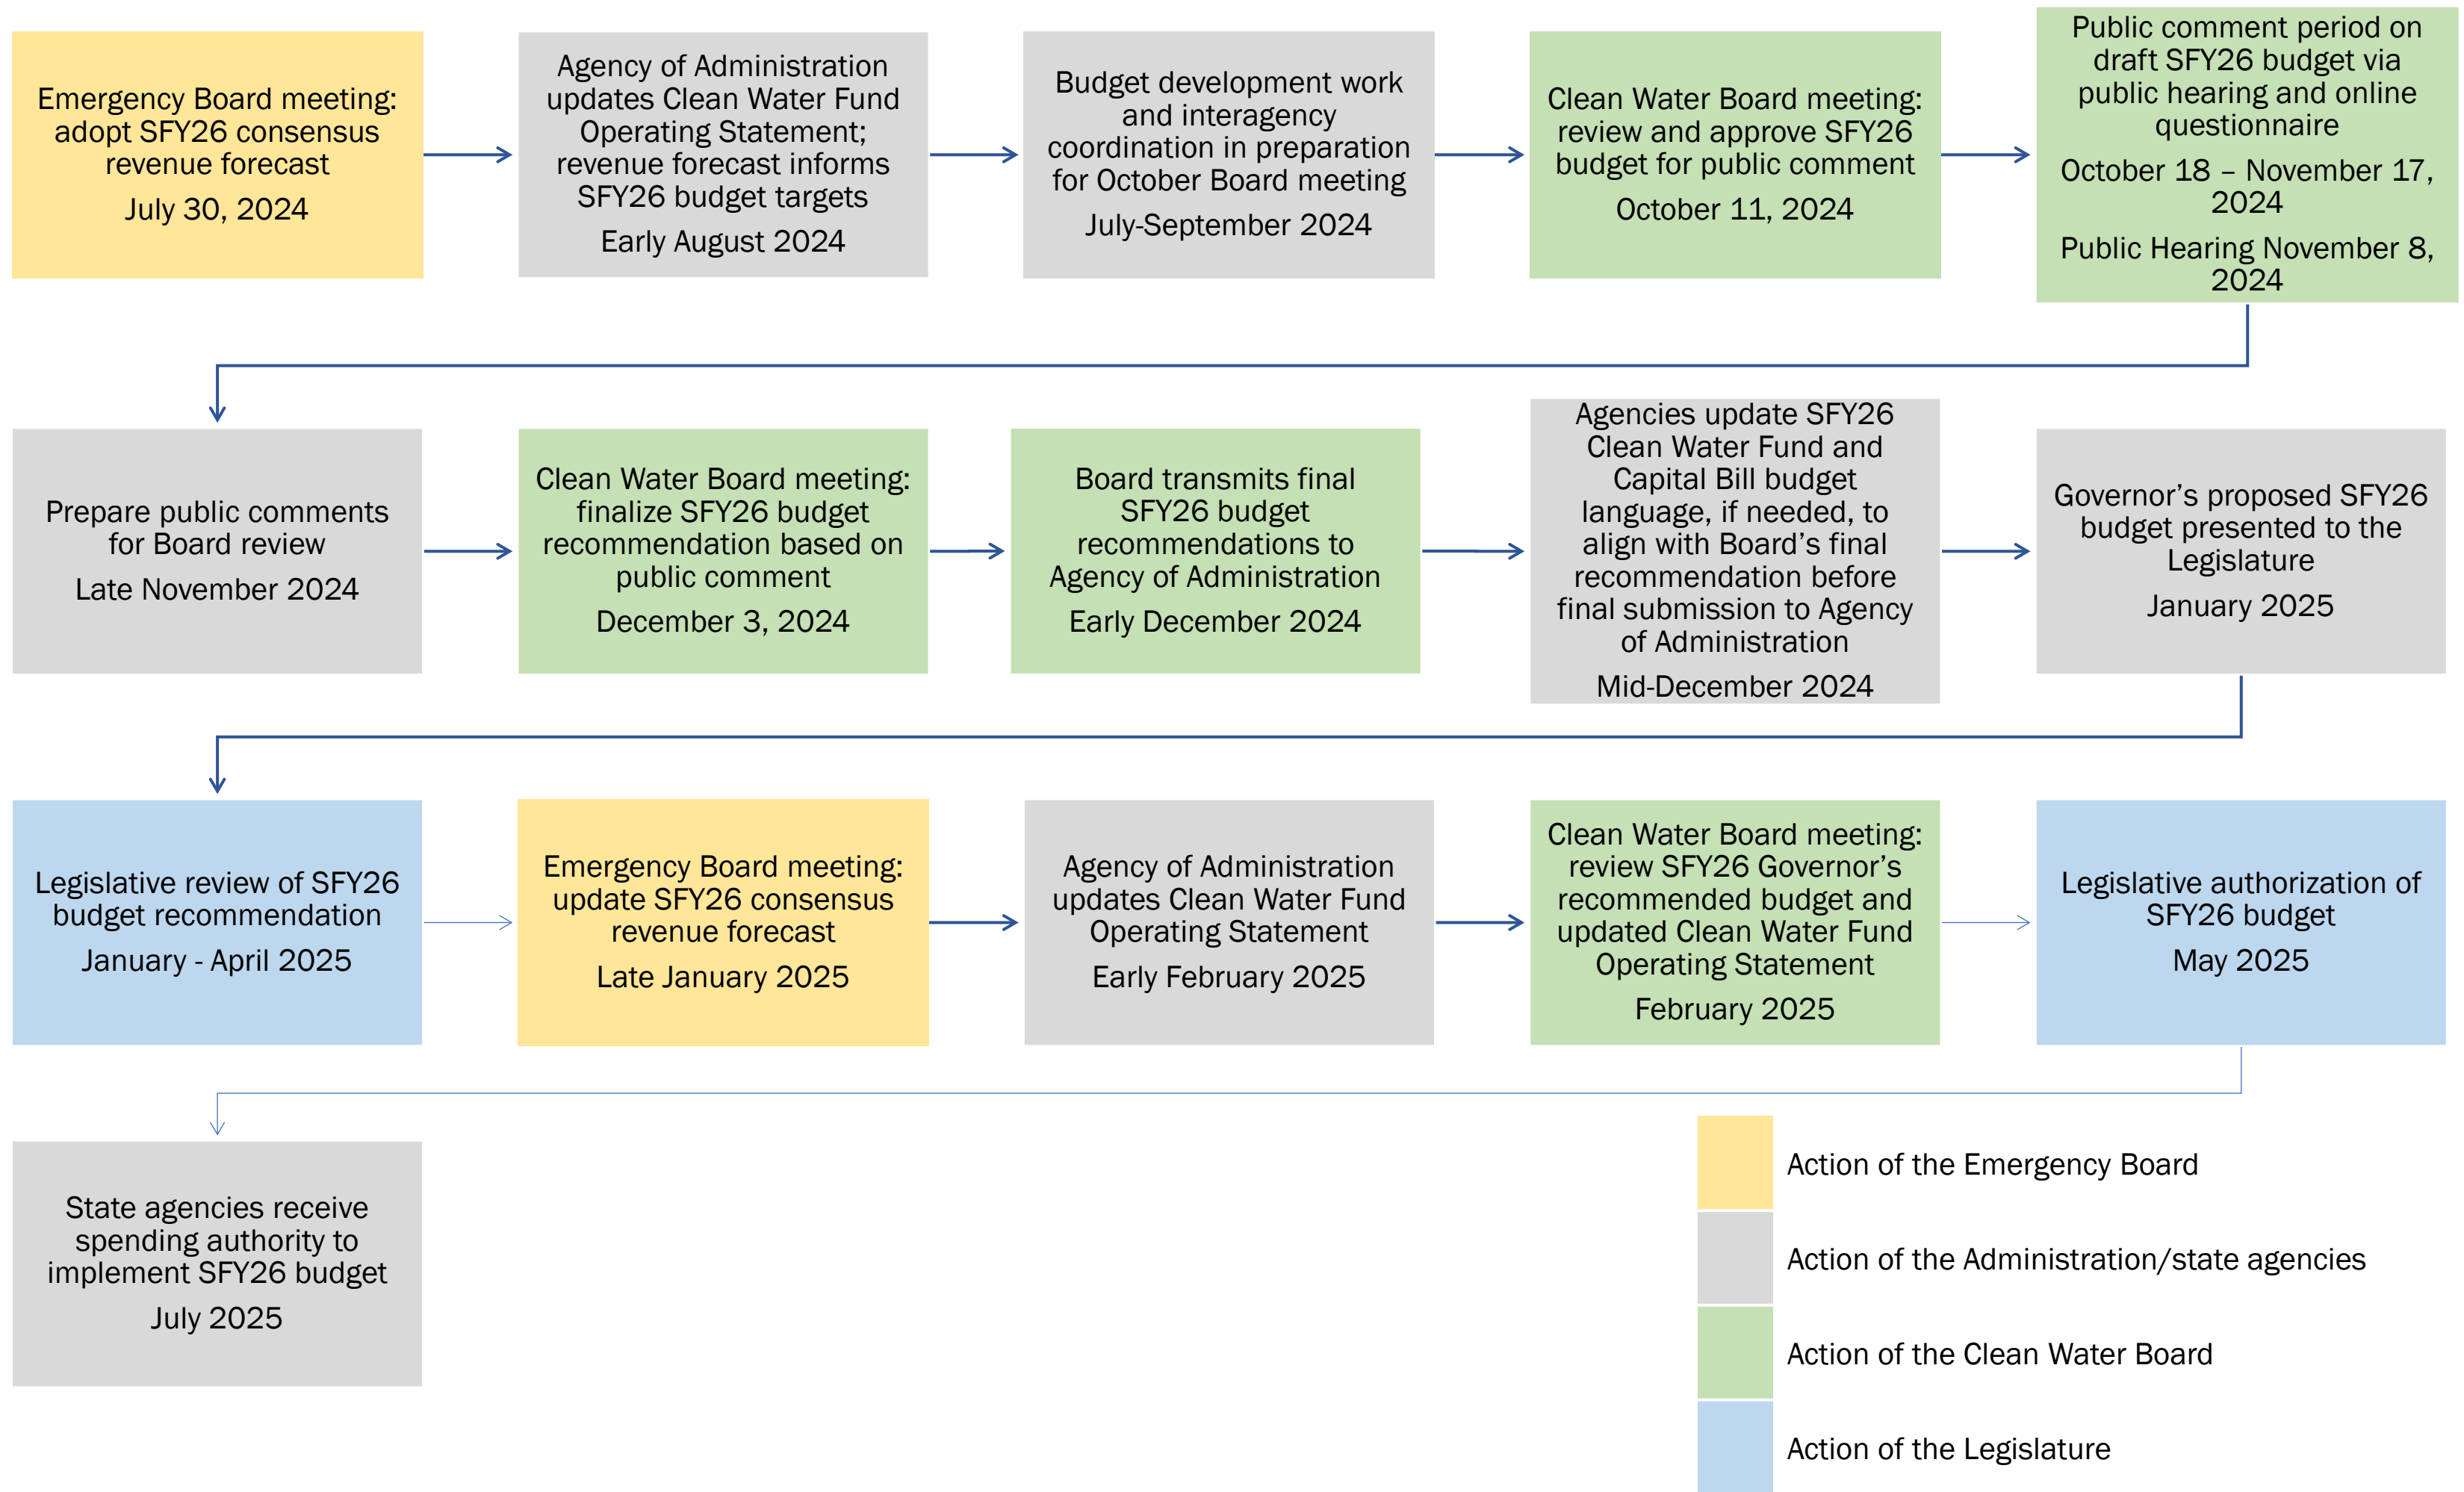 Emergency Board meeting:
adopt SFY26 consensus
revenue forecast
July 30, 2024
Agency of Administration
updates Clean Water Fund
Operating Statement;
revenue forecast informs
SFY26 budget targets
Early August 2024
Budget development work
and interagency
coordination in preparation
for October Board meeting
July-September 2024
Clean Water Board meeting:
review and approve SFY26
budget for public comment
October 11, 2024
Public comment period on
draft SFY26 budget via
public hearing and online
questionnaire
October 18 – November 17,
2024
Public Hearing November 8,
2024
Prepare public comments
for Board review
Late November 2024
Clean Water Board meeting:
finalize SFY26 budget
recommendation based on
public comment
December 3, 2024
Board transmits final
SFY26 budget
recommendations to
Agency of Administration
Early December 2024
Agencies update SFY26
Clean Water Fund and
Capital Bill budget
language, if needed, to
align with Board’s final
recommendation before
final submission to Agency
of Administration
Mid-December 2024
Governor’s proposed SFY26
budget presented to the
Legislature
January 2025
Legislative review of SFY26
budget recommendation
January - April 2025
Emergency Board meeting:
update SFY26 consensus
revenue forecast
Late January 2025
Agency of Administration
updates Clean Water Fund
Operating Statement
Early February 2025
Clean Water Board meeting:
review SFY26 Governor’s
recommended budget and
updated Clean Water Fund
Operating Statement
February 2025
Legislative authorization of
SFY26 budget
May 2025
State agencies receive
spending authority to
implement SFY26 budget
July 2025
Action of the Emergency Board
Action of the Administration/state agencies
Action of the Clean Water Board
Action of the Legislature